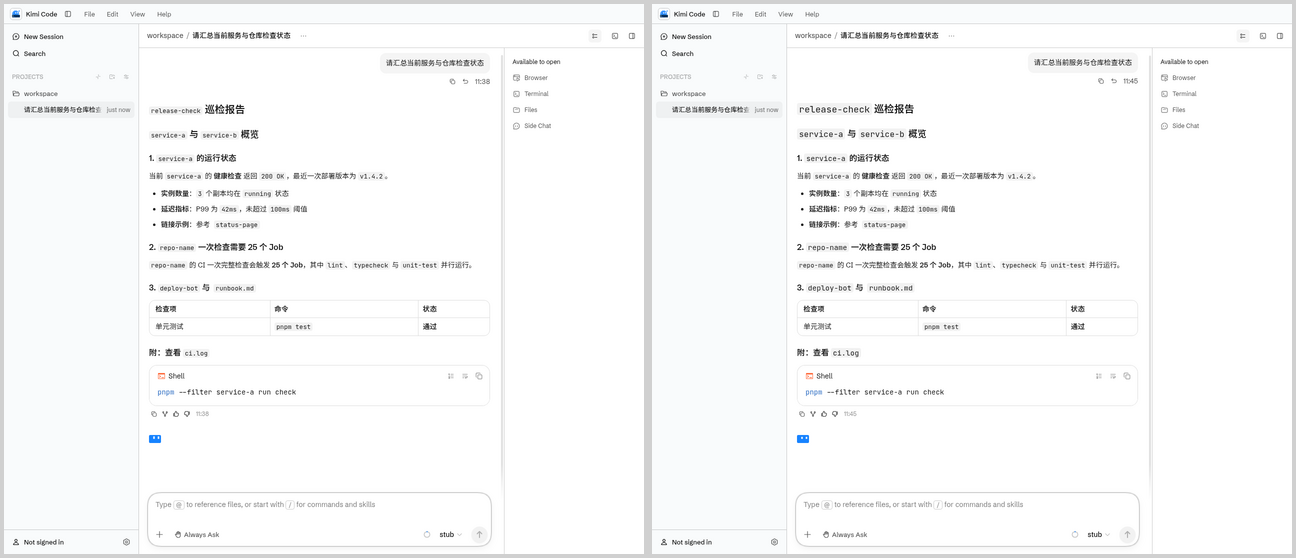 Kimi Code File Edit View Help
New Session
Search
PROJECTS
workspace
请汇总当前服务与仓库检查 just now
Not signed in
workspace / 请汇总当前服务与仓库检查状态 ...
请汇总当前服务与仓库检查状态
11:38
release-check 巡检报告
service-a 与 service-b 概览
1. service-a 的运行状态
当前 service-a 的 健康检查 返回 200 OK，最近一次部署版本为 v1.4.2。
• 实例数量： 3 个副本均在 running 状态
• 延迟指标：P99 为 42ms，未超过 100ms 阈值
• 链接示例：参考 status-page
2. repo-name 一次检查需要 25 个 Job
repo-name 的 CI 一次完整检查会触发 25 个 Job，其中 lint、typecheck 与 unit-test 并行运行。
3. deploy-bot 与 runbook.md
检查项 命令 状态
单元测试 pnpm test 通过
附：查看 ci.log
Shell
pnpm --filter service-a run check
11:38
Type @ to reference files, or start with / for commands and skills
Always Ask stub
Available to open
Browser
Terminal
Files
Side Chat
Kimi Code File Edit View Help
New Session
Search
PROJECTS
workspace
请汇总当前服务与仓库检查 just now
Not signed in
workspace / 请汇总当前服务与仓库检查状态 ...
请汇总当前服务与仓库检查状态
11:45
release-check 巡检报告
service-a 与 service-b 概览
1. service-a 的运行状态
当前 service-a 的 健康检查 返回 200 OK，最近一次部署版本为 v1.4.2。
• 实例数量： 3 个副本均在 running 状态
• 延迟指标：P99 为 42ms，未超过 100ms 阈值
• 链接示例：参考 status-page
2. repo-name 一次检查需要 25 个 Job
repo-name 的 CI 一次完整检查会触发 25 个 Job，其中 lint、typecheck 与 unit-test 并行运行。
3. deploy-bot 与 runbook.md
检查项 命令 状态
单元测试 pnpm test 通过
附：查看 ci.log
Shell
pnpm --filter service-a run check
11:45
Type @ to reference files, or start with / for commands and skills
Always Ask stub
Available to open
Browser
Terminal
Files
Side Chat